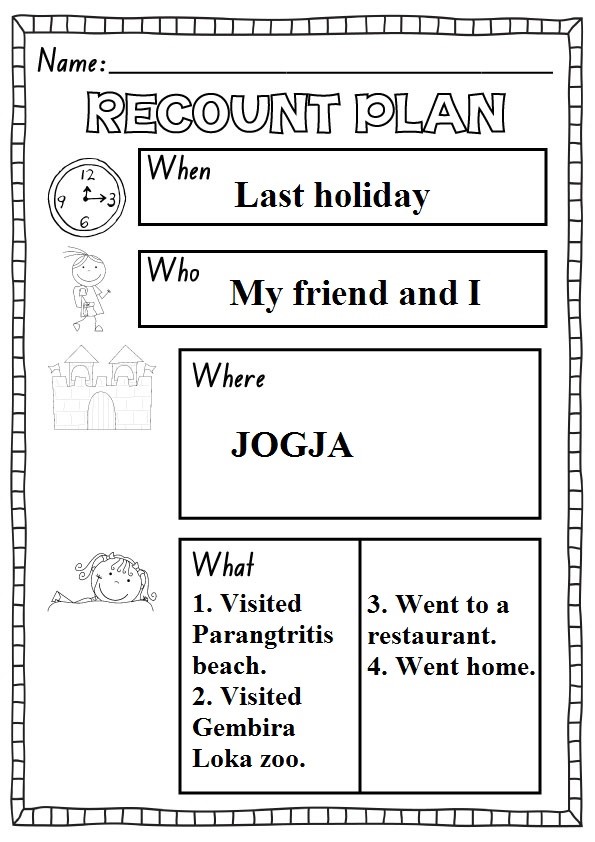 Name:
RECOUNT PLAN
12
9
3
6
When
Last holiday
Who
My friend and I
Where
JOGJA
What
1. Visited
Parangtritis
beach.
2. Visited
Gembira
Loka zoo.
3. Went to a
restaurant.
4. Went home.